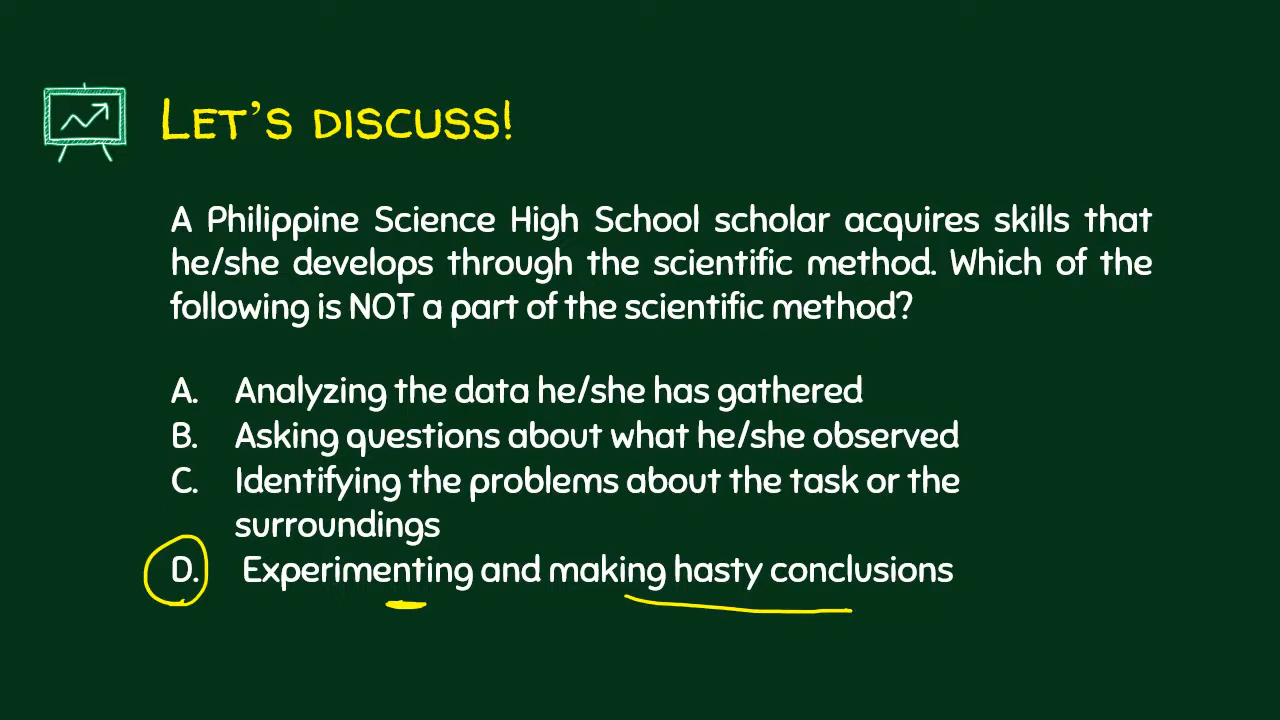 Let's discuss!
A Philippine Science High School scholar acquires skills that
he/she develops through the scientific method. Which of the
following is NOT a part of the scientific method?
A. Analyzing the data he/she has gathered
B. Asking questions about what he/she observed
C. Identifying the problems about the task or the
surroundings
D. Experimenting and making hasty conclusions